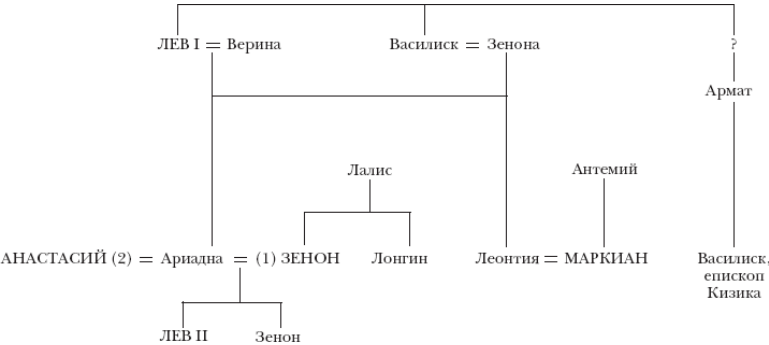 ЛЕВ I = Верина Василиск = Зенона ?
Армат
Лалис Антемий
АНАСТАСИЙ (2) = Ариадна = (1) ЗЕНОН Лонгин Леонтия = МАРКИАН Василиск,
епископ
Кизика
ЛЕВ II Зенон